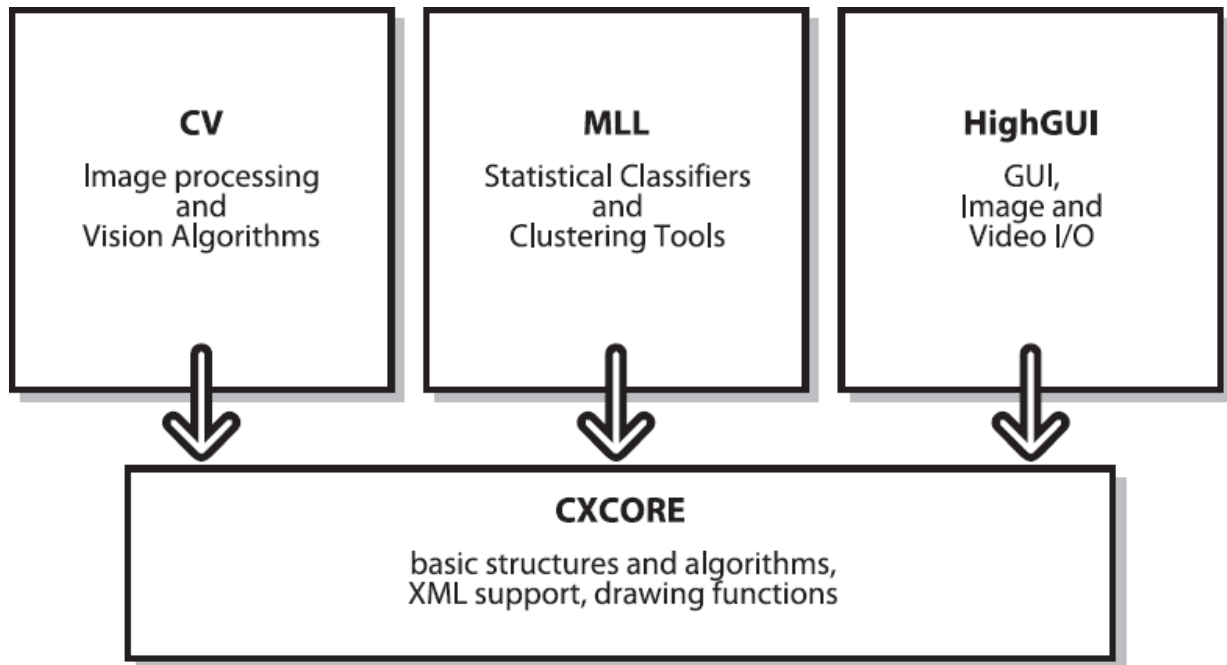 CV
Image processing
and
Vision Algorithms
MLL
Statistical Classifiers
and
Clustering Tools
HighGUI
GUI,
Image and
Video I/O
CXCORE
basic structures and algorithms,
XML support, drawing functions